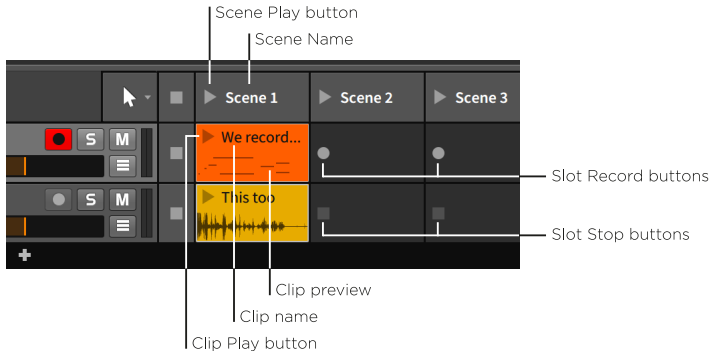 Scene Play button
Scene Name
Scene 1
Scene 2
Scene 3
S M
We record...
Slot Record buttons
S M
This too
Slot Stop buttons
Clip preview
Clip name
Clip Play button